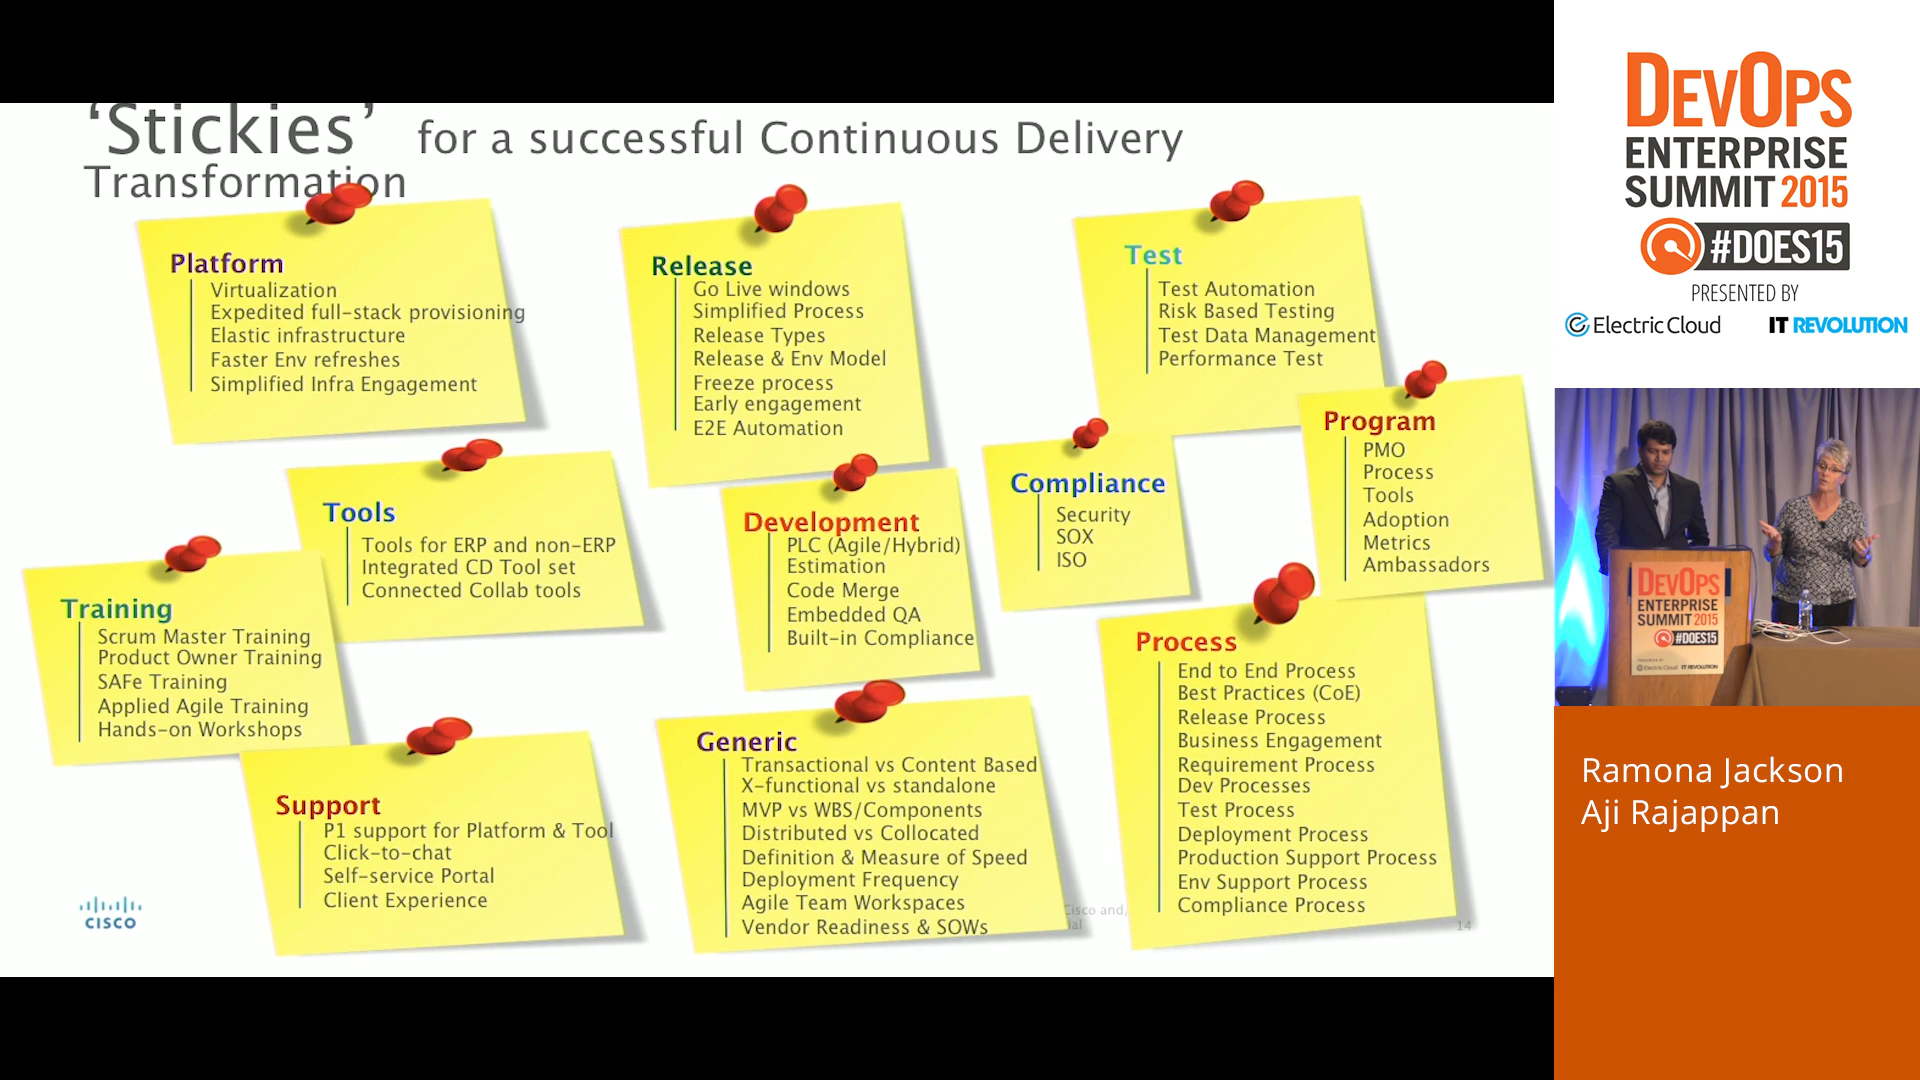 ‘Stickies’ for a successful Continuous Delivery
Transformation
Platform
Virtualization
Expedited full-stack provisioning
Elastic infrastructure
Faster Env refreshes
Simplified Infra Engagement
Release
Go Live windows
Simplified Process
Release Types
Release & Env Model
Freeze process
Early engagement
E2E Automation
Test
Test Automation
Risk Based Testing
Test Data Management
Performance Test
Program
PMO
Process
Tools
Adoption
Metrics
Ambassadors
Compliance
Security
SOX
ISO
Tools
Tools for ERP and non-ERP
Integrated CD Tool set
Connected Collab tools
Development
PLC (Agile/Hybrid)
Estimation
Code Merge
Embedded QA
Built-in Compliance
Training
Scrum Master Training
Product Owner Training
SAFe Training
Applied Agile Training
Hands-on Workshops
Process
End to End Process
Best Practices (CoE)
Release Process
Business Engagement
Requirement Process
Dev Processes
Test Process
Deployment Process
Production Support Process
Env Support Process
Compliance Process
Support
P1 support for Platform & Tool
Click-to-chat
Self-service Portal
Client Experience
Generic
Transactional vs Content Based
X-functional vs standalone
MVP vs WBS/Components
Distributed vs Collocated
Definition & Measure of Speed
Deployment Frequency
Agile Team Workspaces
Vendor Readiness & SOWs
CISCO
Cisco and/
14
DEVOPS
ENTERPRISE
SUMMIT 2015
#DOES15
PRESENTED BY
Electric Cloud IT REVOLUTION
DEVOPS
ENTERPRISE
SUMMIT 2015
#DOES15
PRESENTED BY
Electric Cloud IT REVOLUTION
Ramona Jackson
Aji Rajappan